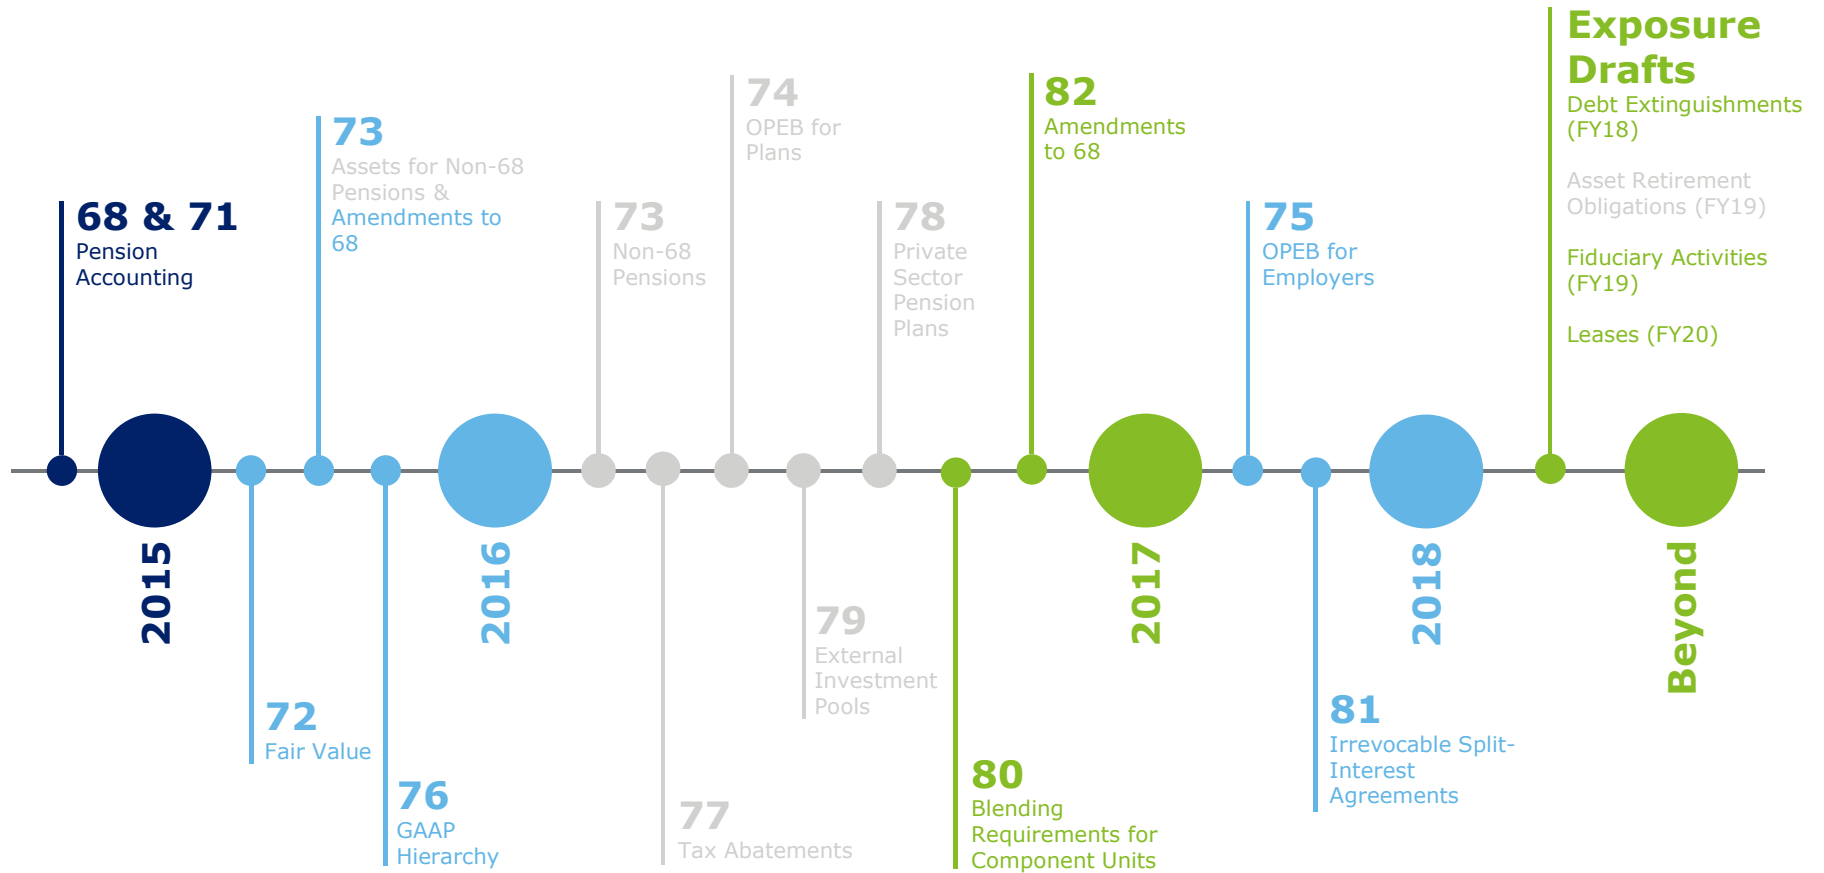 68 & 71
Pension
Accounting
2015
72
Fair Value
73
Assets for Non-68
Pensions &
Amendments to
68
76
GAAP
Hierarchy
2016
73
Non-68
Pensions
77
Tax Abatements
74
OPEB for
Plans
79
External
Investment
Pools
78
Private
Sector
Pension
Plans
80
Blending
Requirements for
Component Units
82
Amendments
to 68
2017
75
OPEB for
Employers
81
Irrevocable Split-
Interest
Agreements
2018
Exposure
Drafts
Debt Extinguishments
(FY18)
Asset Retirement
Obligations (FY19)
Fiduciary Activities
(FY19)
Leases (FY20)
Beyond